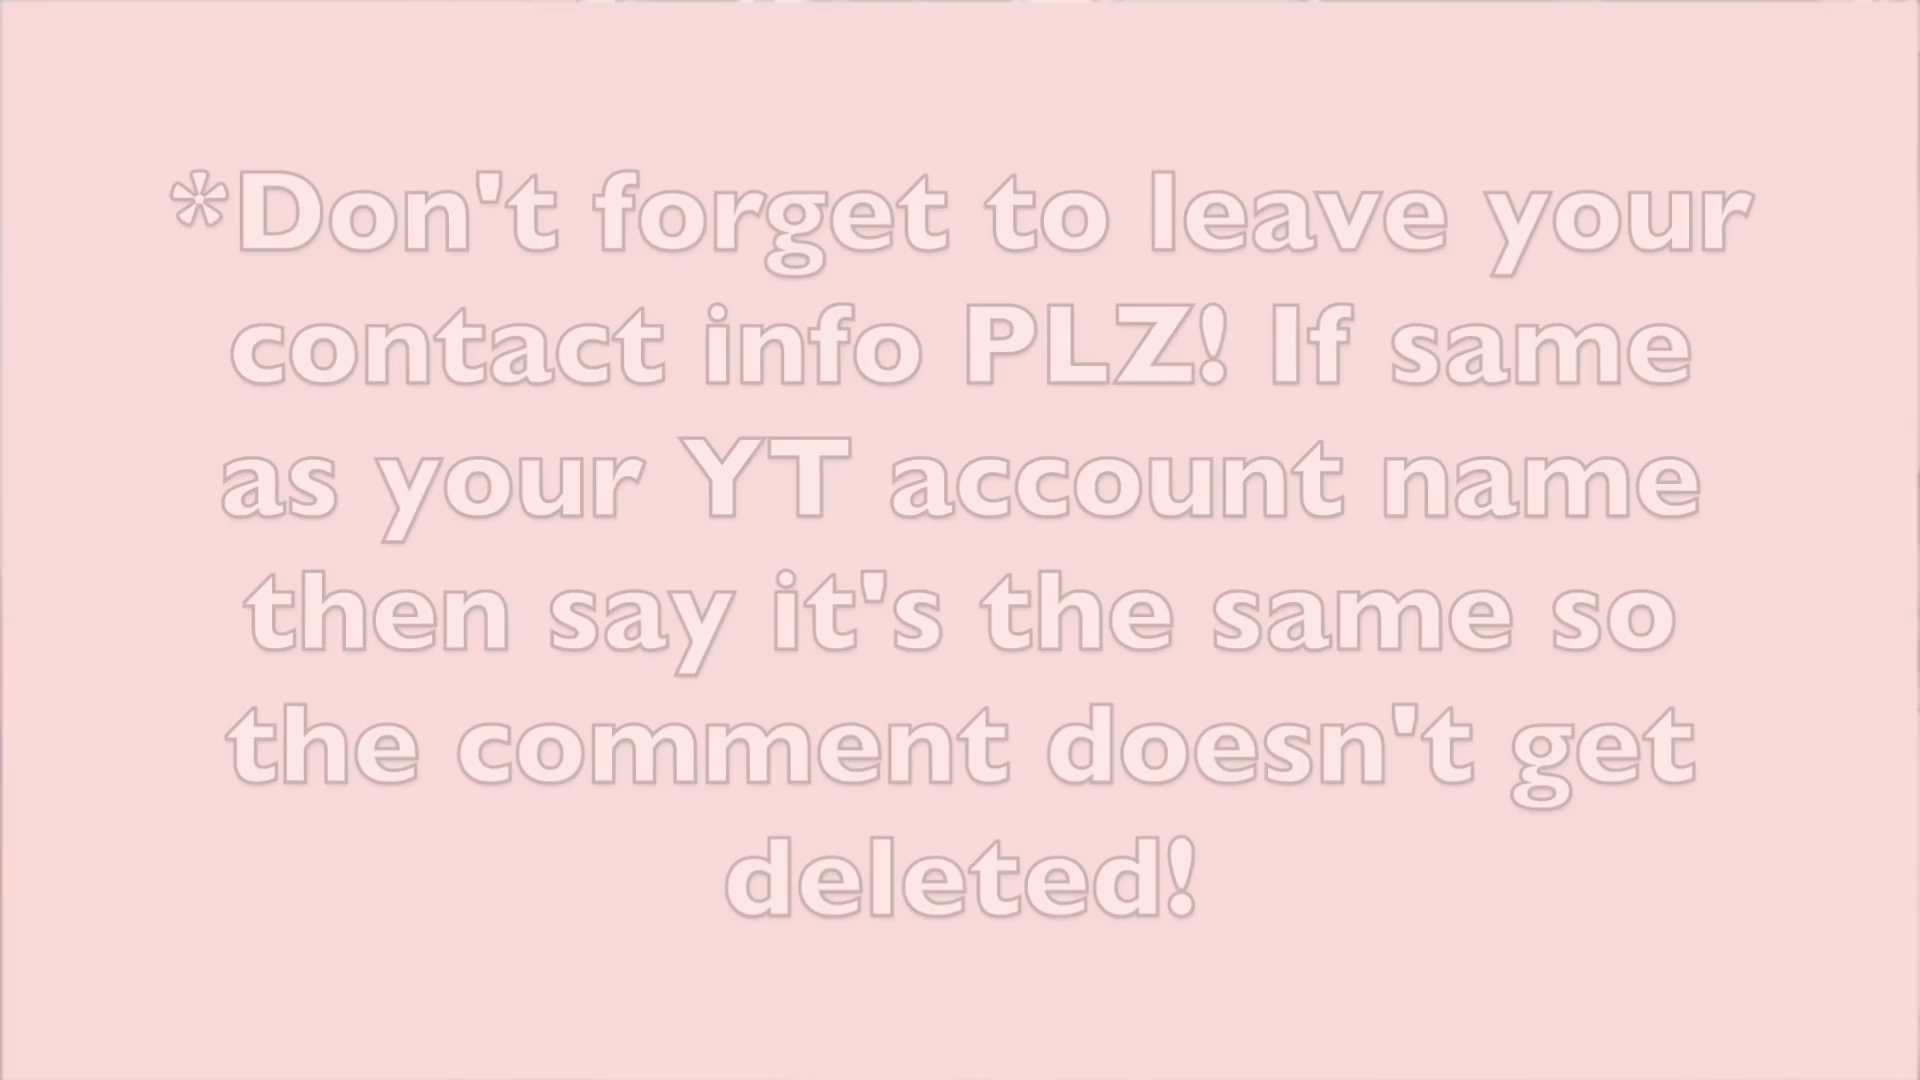 *Don't forget to leave your
contact info PLZ! If same
as your YT account name
then say it's the same so
the comment doesn't get
deleted!